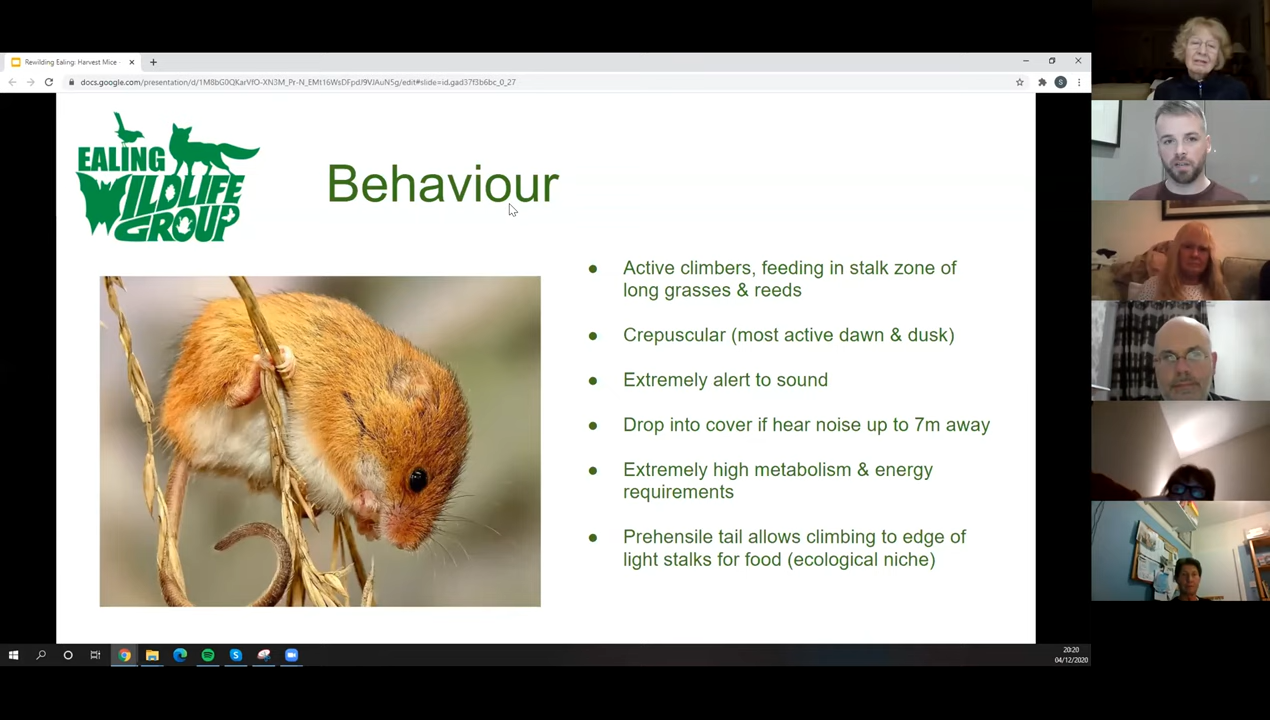 Rewilding Ealing: Harvest Mice
docs.google.com/presentation/d/1M8bG0QKarVfO-XN3M_Pr-N_EMt16WsDFpdJ9VJAuN5g/edit#slide=id.gad37f3b6bc_0_27
S
EALING
WILDLIFE
GROUP
Behaviour
Active climbers, feeding in stalk zone of
long grasses & reeds
Crepuscular (most active dawn & dusk)
Extremely alert to sound
Drop into cover if hear noise up to 7m away
Extremely high metabolism & energy
requirements
Prehensile tail allows climbing to edge of
light stalks for food (ecological niche)
20:20
04/12/2020